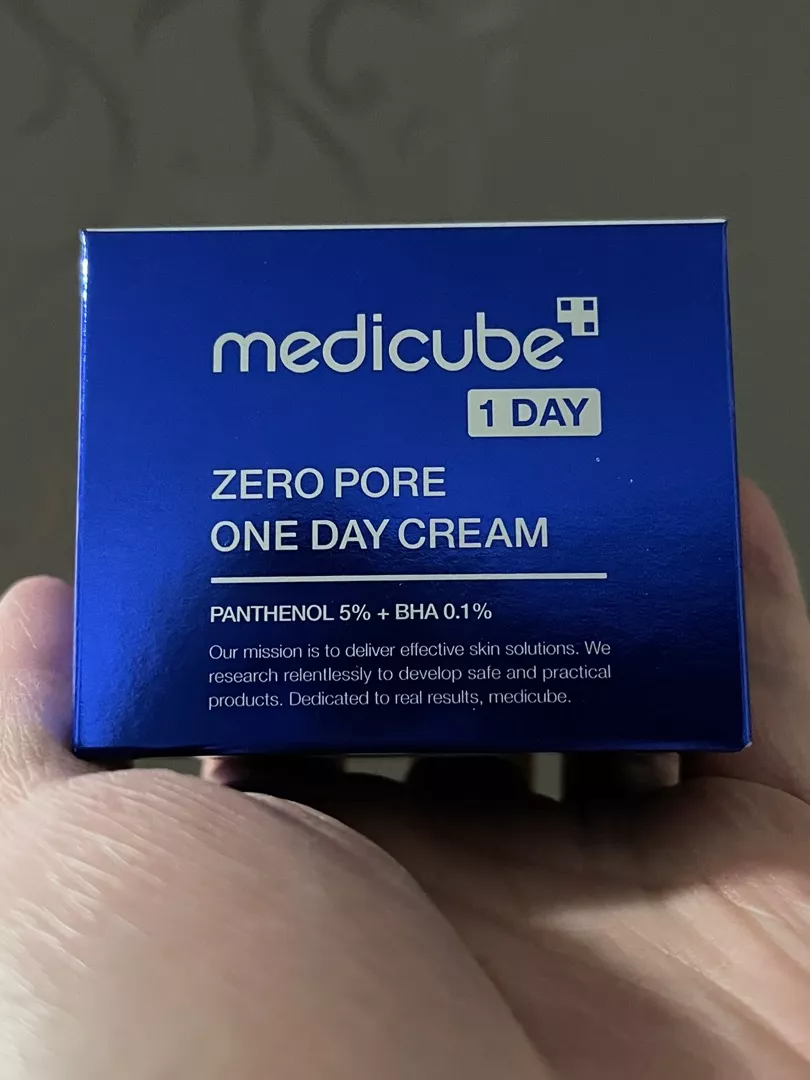 medicube
1 DAY
ZERO PORE
ONE DAY CREAM
PANTHENOL 5% + BHA 0.1%
Our mission is to deliver effective skin solutions. We
research relentlessly to develop safe and practical
products. Dedicated to real results, medicube.